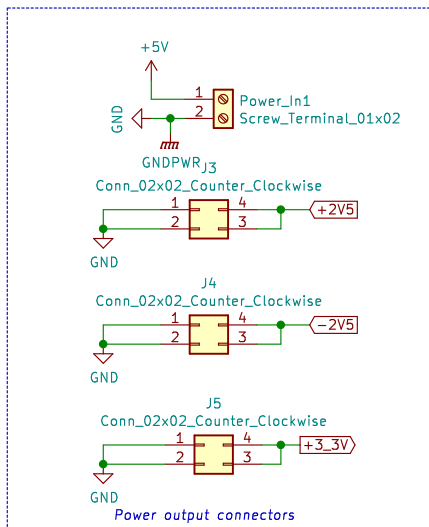 +5V
1
2
Power_In1
Screw_Terminal_01x02
GND
GNDPWR
J3
Conn_02x02_Counter_Clockwise
1
2
4
3
+2V5
GND
J4
Conn_02x02_Counter_Clockwise
1
2
4
3
-2V5
GND
J5
Conn_02x02_Counter_Clockwise
1
2
4
3
+3_3V
GND
Power output connectors